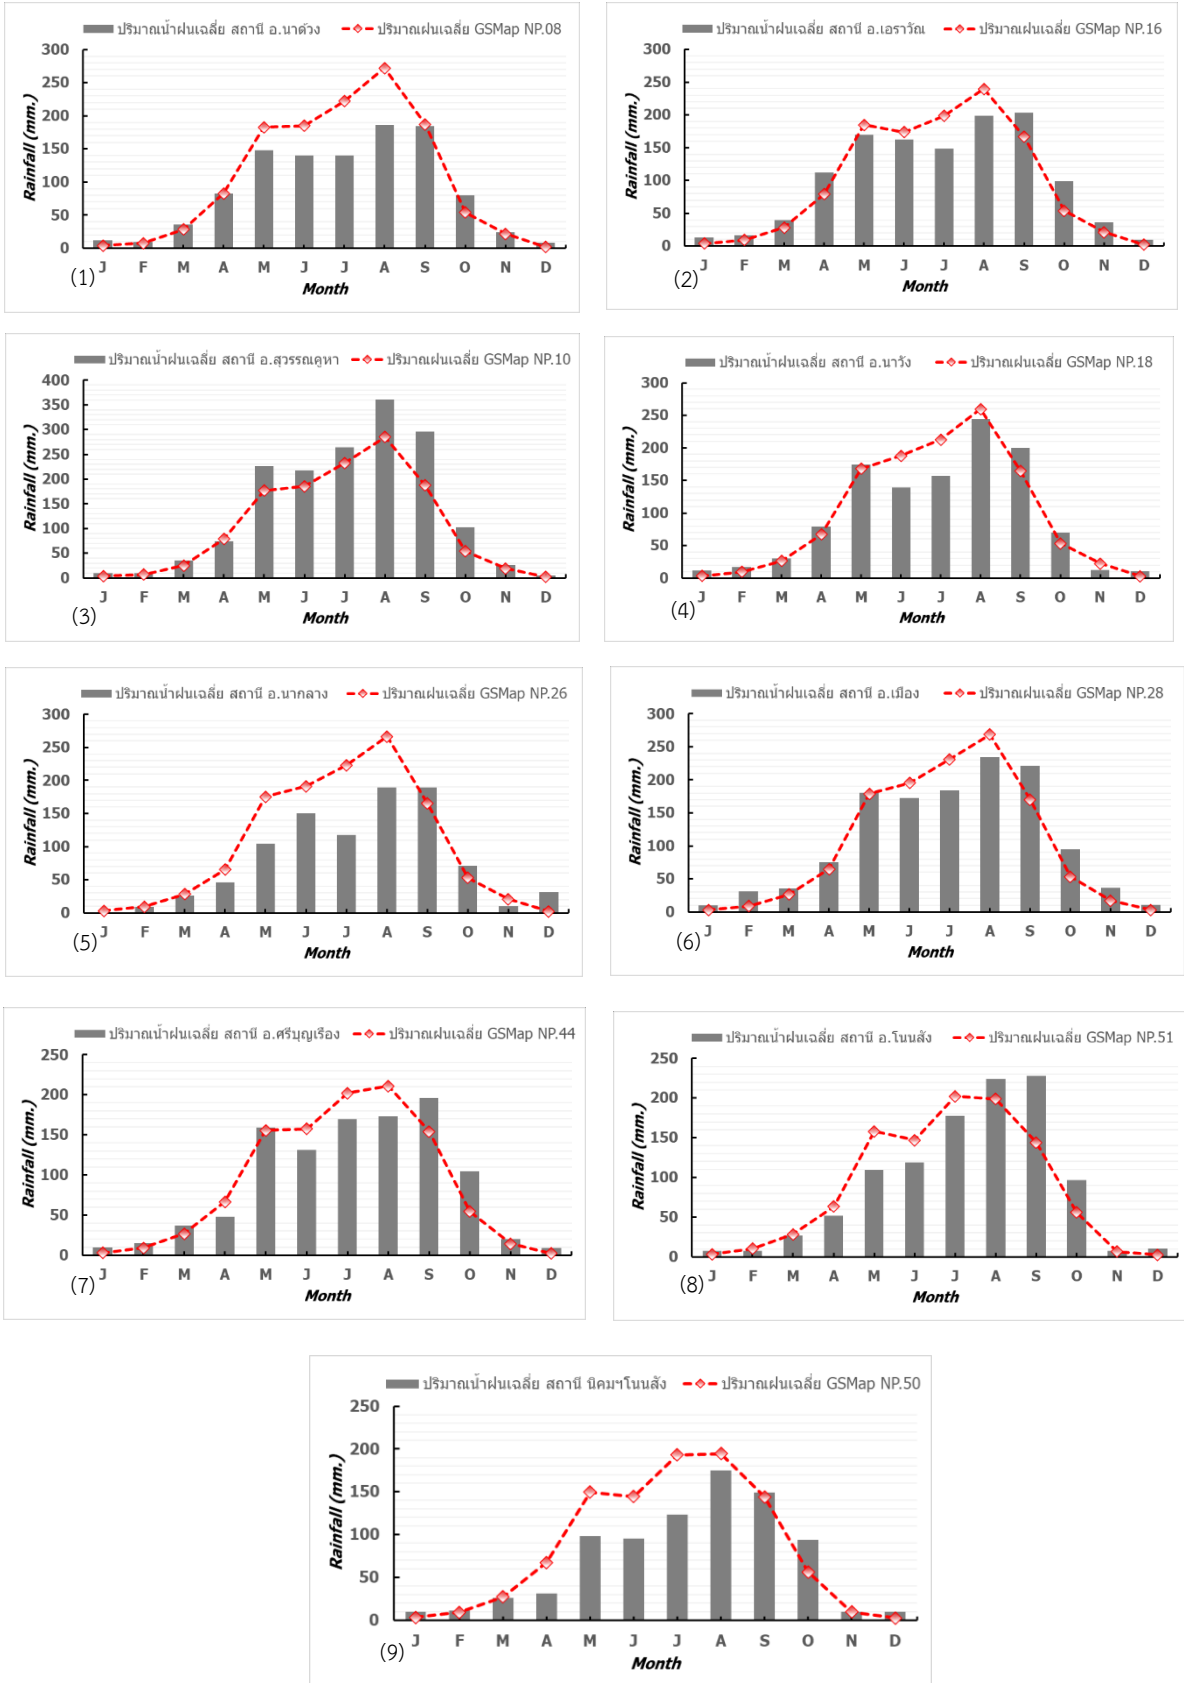 ปริมาณน้ำฝนเฉลี่ย สถานี อ.นาด้วง ปริมาณฝนเฉลี่ย GSMap NP.08
300
250
200
150
100
50
0
Rainfall (mm.)
J F M A M J J A S O N D
Month
(1)
ปริมาณน้ำฝนเฉลี่ย สถานี อ.เอราวัณ ปริมาณฝนเฉลี่ย GSMap NP.16
300
250
200
150
100
50
0
Rainfall (mm.)
J F M A M J J A S O N D
Month
(2)
ปริมาณน้ำฝนเฉลี่ย สถานี อ.สุวรรณคูหา ปริมาณฝนเฉลี่ย GSMap NP.10
400
350
300
250
200
150
100
50
0
Rainfall (mm.)
J F M A M J J A S O N D
Month
(3)
ปริมาณน้ำฝนเฉลี่ย สถานี อ.นาวัง ปริมาณฝนเฉลี่ย GSMap NP.18
300
250
200
150
100
50
0
Rainfall (mm.)
J F M A M J J A S O N D
Month
(4)
ปริมาณน้ำฝนเฉลี่ย สถานี อ.นากลาง ปริมาณฝนเฉลี่ย GSMap NP.26
300
250
200
150
100
50
0
Rainfall (mm.)
J F M A M J J A S O N D
Month
(5)
ปริมาณน้ำฝนเฉลี่ย สถานี อ.เมือง ปริมาณฝนเฉลี่ย GSMap NP.28
300
250
200
150
100
50
0
Rainfall (mm.)
J F M A M J J A S O N D
Month
(6)
ปริมาณน้ำฝนเฉลี่ย สถานี อ.ศรีบุญเรือง ปริมาณฝนเฉลี่ย GSMap NP.44
250
200
150
100
50
0
Rainfall (mm.)
J F M A M J J A S O N D
Month
(7)
ปริมาณน้ำฝนเฉลี่ย สถานี อ.โนนสัง ปริมาณฝนเฉลี่ย GSMap NP.51
250
200
150
100
50
0
Rainfall (mm.)
J F M A M J J A S O N D
Month
(8)
ปริมาณน้ำฝนเฉลี่ย สถานี นิคมฯโนนสัง ปริมาณฝนเฉลี่ย GSMap NP.50
250
200
150
100
50
0
Rainfall (mm.)
J F M A M J J A S O N D
Month
(9)